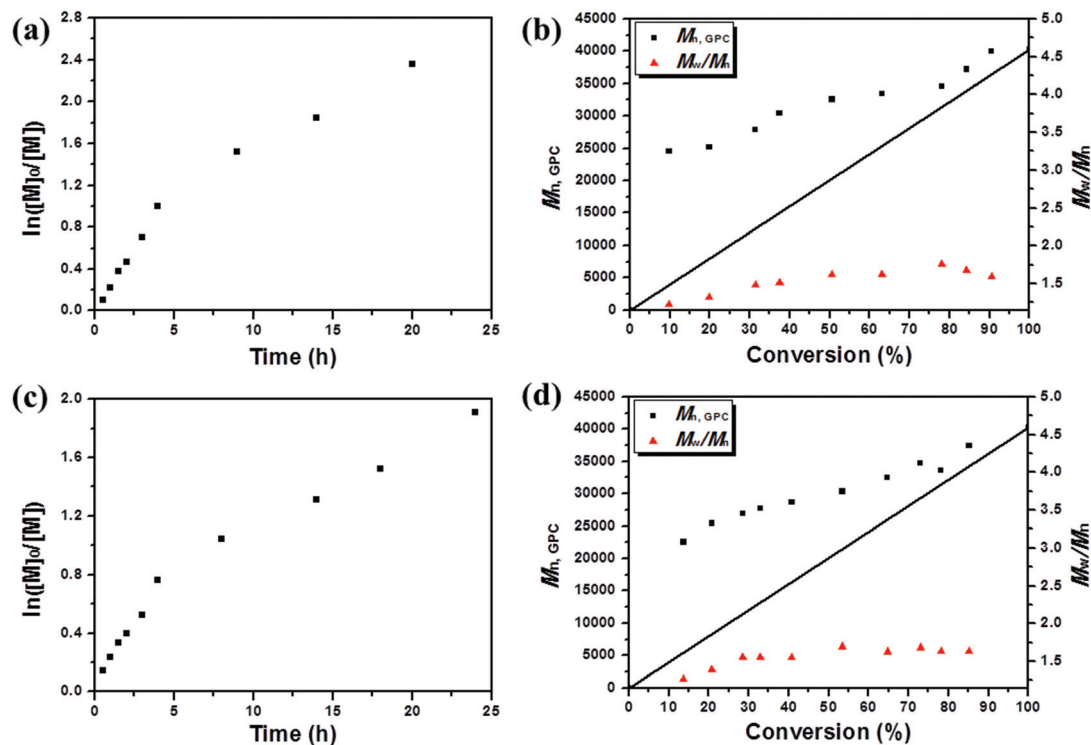 (a)
2.8
2.4
2.0
1.6
1.2
0.8
0.4
0.0
ln([M]₀/[M])
0 5 10 15 20 25
Time (h)
(b)
45000
40000
35000
30000
25000
20000
15000
10000
5000
0
Mn, GPC
Mn, GPC
Mw/Mn
5.0
4.5
4.0
3.5
3.0
2.5
2.0
1.5
Mw/Mn
0 10 20 30 40 50 60 70 80 90 100
Conversion (%)
(c)
2.0
1.6
1.2
0.8
0.4
0.0
ln([M]₀/[M])
0 5 10 15 20 25
Time (h)
(d)
45000
40000
35000
30000
25000
20000
15000
10000
5000
0
Mn, GPC
Mn, GPC
Mw/Mn
5.0
4.5
4.0
3.5
3.0
2.5
2.0
1.5
Mw/Mn
0 10 20 30 40 50 60 70 80 90 100
Conversion (%)